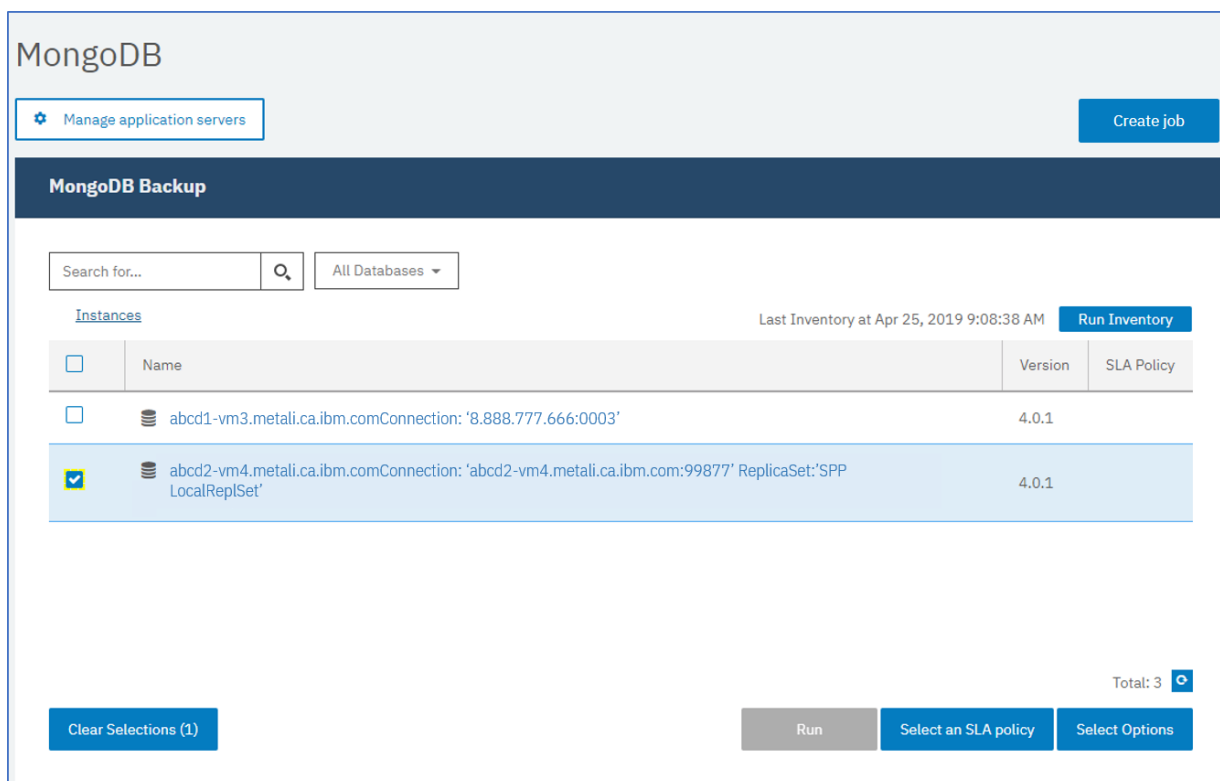 MongoDB
Manage application servers
Create job
MongoDB Backup
Search for...
All Databases
Instances
Last Inventory at Apr 25, 2019 9:08:38 AM
Run Inventory
Name
Version
SLA Policy
abcd1-vm3.metali.ca.ibm.comConnection: ‘8.888.777.666:0003’
4.0.1
abcd2-vm4.metali.ca.ibm.comConnection: ‘abcd2-vm4.metali.ca.ibm.com:99877’ ReplicaSet:’SPP
LocalReplSet’
4.0.1
Total: 3
Clear Selections (1)
Run
Select an SLA policy
Select Options